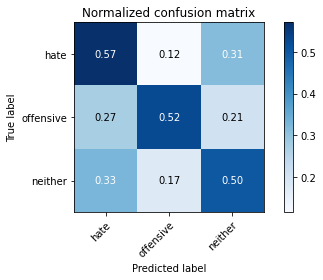 Normalized confusion matrix
True label
hate 0.57 0.12 0.31
offensive 0.27 0.52 0.21
neither 0.33 0.17 0.50
hate offensive neither
Predicted label
0.5
0.4
0.3
0.2